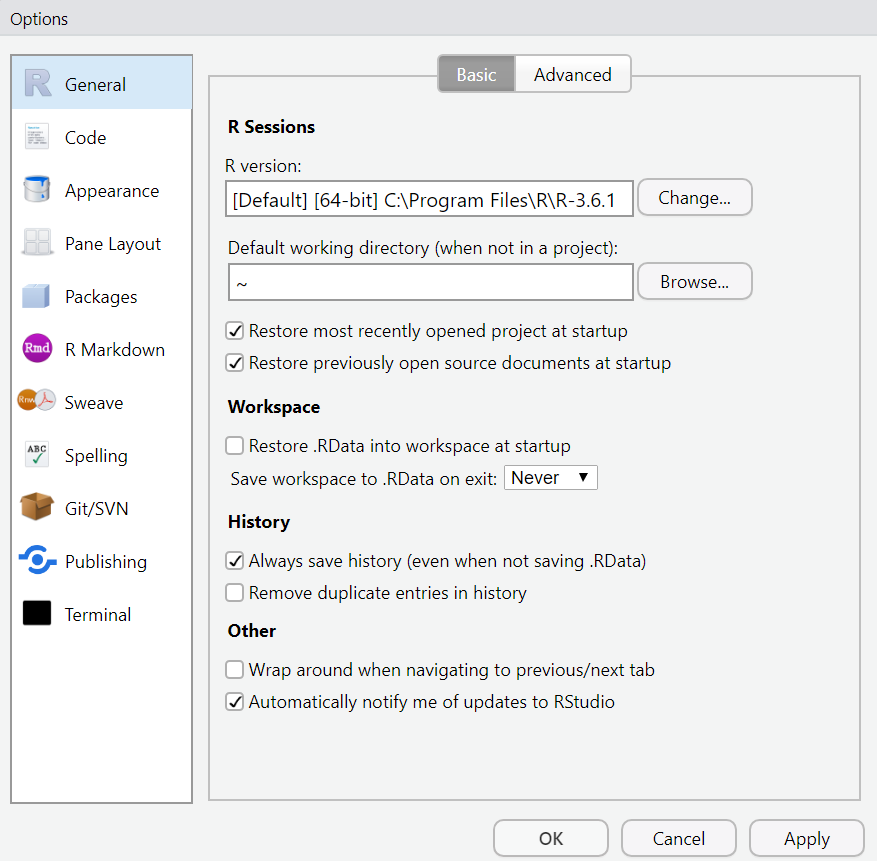 Options
General
Code
Appearance
Pane Layout
Packages
Rmd R Markdown
Rnw Sweave
ABC Spelling
Git/SVN
Publishing
Terminal
Basic Advanced
R Sessions
R version:
[Default] [64-bit] C:\Program Files\R\R-3.6.1 Change...
Default working directory (when not in a project):
~ Browse...
Restore most recently opened project at startup
Restore previously open source documents at startup
Workspace
Restore .RData into workspace at startup
Save workspace to .RData on exit: Never
History
Always save history (even when not saving .RData)
Remove duplicate entries in history
Other
Wrap around when navigating to previous/next tab
Automatically notify me of updates to RStudio
OK Cancel Apply